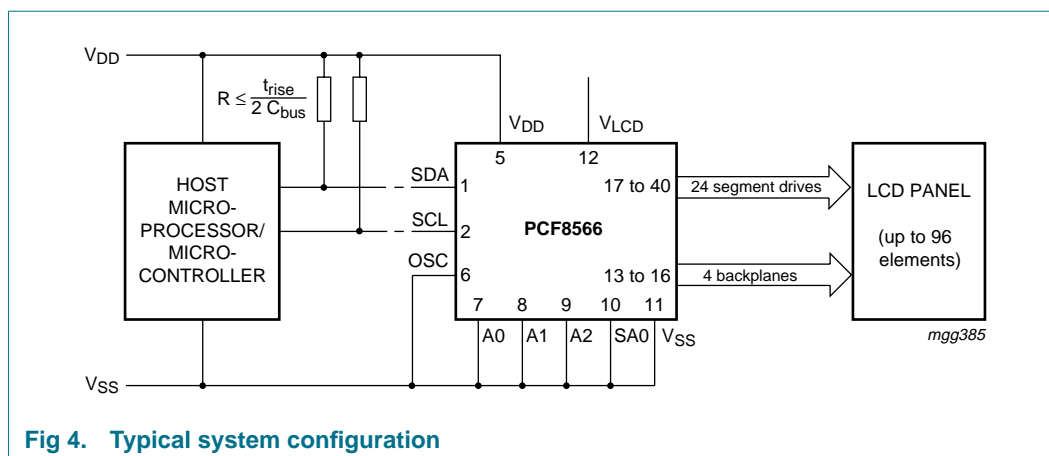 VDD
R ≤ trise
2 Cbus
VDD
VLCD
5
12
HOST
MICRO-
PROCESSOR/
MICRO-
CONTROLLER
SDA
1
SCL
2
OSC
6
PCF8566
17 to 40
13 to 16
24 segment drives
4 backplanes
LCD PANEL
(up to 96
elements)
7
8
9
10
11
A0
A1
A2
SA0
VSS
mgg385
VSS
Fig 4. Typical system configuration